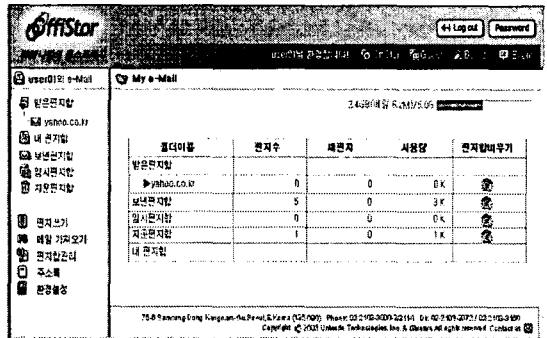 OffiStor
Log out
Password
user01의 e-Mail
My e-Mail
받은편지함
yahoo.co.kr
내 편지함
보낸편지함
임시편지함
지운편지함
편지쓰기
메일 가져오기
편지함관리
주소록
환경설정
폴더이름 편지수 새편지 사용량 편지함비우기
받은편지함
▶yahoo.co.kr 0 0 0 K
보낸편지함 5 0 3 K
임시편지함 0 0 0 K
지운편지함 1 0 1 K
내 편지함